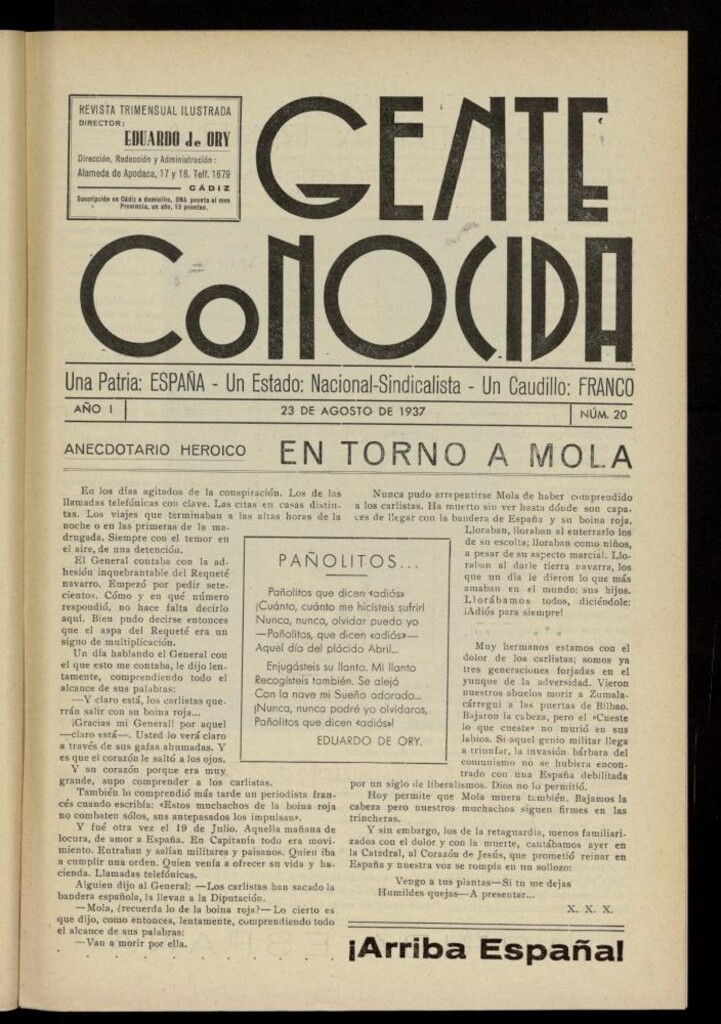 REVISTA TRIMENSUAL ILUSTRADA
DIRECTOR:
EDUARDO de ORY
Dirección, Redacción y Administración:
Alameda de Apodaca, 17 y 18. Telf. 1679
CÁDIZ
Suscripción en Cádiz a domicilio, UNA peseta al mes
Provincia, un año, 15 pesetas.
GENTE
CoNOCIDA
Una Patria: ESPAÑA - Un Estado: Nacional-Sindicalista - Un Caudillo: FRANCO
AÑO I
23 DE AGOSTO DE 1937
NÚM. 20
ANECDOTARIO HEROICO
EN TORNO A MOLA
En los días agitados de la conspiración. Los de las
llamadas telefónicas con clave. Las citas en casas distin-
tas. Los viajes que terminaban a las altas horas de la
noche o en las primeras de la ma-
drugada. Siempre con el temor en
el aire, de una detención.
El General contaba con la ad-
hesión inquebrantable del Requeté
navarro. Empezó por pedir sete-
cientos. Cómo y en qué número
respondió, no hace falta decirlo
aquí. Bien pudo decirse entonces
que el aspa del Requeté era un
signo de multiplicación.
Un día hablando el General con
el que esto me contaba, le dijo len-
tamente, comprendiendo todo el
alcance de sus palabras:
—Y claro está, los carlistas que-
rrán salir con su boina roja...
¡Gracias mi General! por aquel
—claro está—. Usted lo verá claro
a través de sus gafas ahumadas. Y
es que el corazón le saltó a los ojos.
Y su corazón porque era muy
grande, supo comprender a los carlistas.
También lo comprendió más tarde un periodista fran-
cés cuando escribía: «Estos muchachos de la boina roja
no combaten sólos, sus antepasados los impulsan».
Y fué otra vez el 19 de Julio. Aquella mañana de
locura, de amor a España. En Capitanía todo era movi-
miento. Entraban y salían militares y paisanos. Quien iba
a cumplir una orden. Quien venía a ofrecer su vida y ha-
cienda. Llamadas telefónicas.
Alguien dijo al General: —Los carlistas han sacado la
bandera española, la llevan a la Diputación.
—Mola, ¿recuerda lo de la boina roja?— Lo cierto es
que dijo, como entonces, lentamente, comprendiendo todo
el alcance de sus palabras:
—Van a morir por ella.
. . . . . . . . . .
PAÑOLITOS...
Pañolitos que dicen «adiós»
¡Cuánto, cuánto me hicísteis sufrir!
Nunca, nunca, olvidar puedo yo
—Pañolitos, que dicen «adiós»—
Aquel día del plácido Abril...
Enjugásteis su llanto. Mi llanto
Recogísteis también. Se alejó
Con la nave mi Sueño adorado...
¡Nunca, nunca podré yo olvidaros,
Pañolitos que dicen «adiós»!
EDUARDO DE ORY.
Nunca pudo arrepentirse Mola de haber comprendido
a los carlistas. Ha muerto sin ver hasta dónde son capa-
ces de llegar con la bandera de España y su boina roja.
Lloraban, lloraban al enterrarlo los
de su escolta; lloraban como niños,
a pesar de su aspecto marcial. Llo-
raban al darle tierra navarra, los
que un día le dieron lo que más
amaban en el mundo: sus hijos.
Llorábamos todos, diciéndole:
¡Adiós para siempre!
* * *
Muy hermanos estamos con el
dolor de los carlistas; somos ya
tres generaciones forjadas en el
yunque de la adversidad. Vieron
nuestros abuelos morir a Zumala-
cárregui a las puertas de Bilbao.
Bajaron la cabeza, pero el «Cueste
lo que cueste» no murió en sus
labios. Si aquel genio militar llega
a triunfar, la invasión bárbara del
comunismo no se hubiera encon-
trado con una España debilitada
por un siglo de liberalismos. Dios no lo permitió.
Hoy permite que Mola muera también. Bajamos la
cabeza pero nuestros muchachos siguen firmes en las
trincheras.
Y sin embargo, los de la retaguardia, menos familiari-
zados con el dolor y con la muerte, cantábamos ayer en
la Catedral, al Corazón de Jesús, que prometió reinar en
España y nuestra voz se rompía en un sollozo:
Vengo a tus plantas—Si tu me dejas
Humildes quejas—A presentar...
X. X. X.
¡Arriba España!